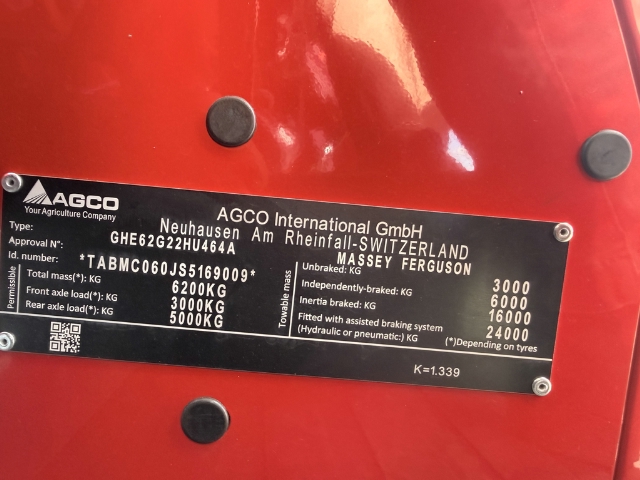 AGCO
Your Agriculture Company
AGCO International GmbH
Neuhausen Am Rheinfall-SWITZERLAND
Type: GHE62G22HU464A MASSEY FERGUSON
Approval N°:
Id. number: *TABMC060JS5169009*
Permissible
Total mass(*): KG 6200KG
Front axle load(*): KG 3000KG
Rear axle load(*): KG 5000KG
Towable mass
Unbraked: KG 3000
Independently-braked: KG 6000
Inertia braked: KG 16000
Fitted with assisted braking system
(Hydraulic or pneumatic:) KG 24000
(*)Depending on tyres
K=1.339